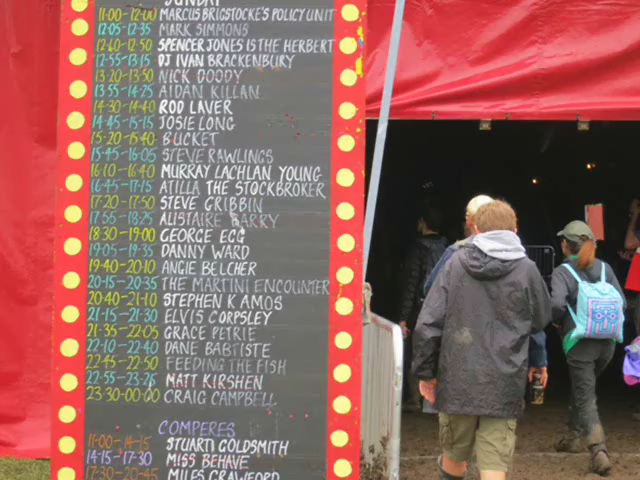 SUNDAY
11:00-12:00 MARCUS BRIGSTOCKE'S POLICY UNIT
12:05-12:35 MARK SIMMONS
12:60-12:50 SPENCER JONES IS THE HERBERT
12:55-13:15 DJ IVAN BRACKENBURY
13:20-13:50 NICK DOODY
13:55-14:25 AIDAN KILLAN
14:30-14:40 ROD LAVER
14:45-15:15 JOSIE LONG
15:20-15:40 BUCKET
15:45-16:05 STEVE RAWLINGS
16:10-16:40 MURRAY LACHLAN YOUNG
16:45-17:15 ATILLA THE STOCKBROKER
17:20-17:50 STEVE GRIBBIN
17:55-18:25 ALISTAIRE BARRY
18:30-19:00 GEORGE EGG
19:05-19:35 DANNY WARD
19:40-20:10 ANGIE BELCHER
20:15-20:35 THE MARTINI ENCOUNTER
20:40-21:10 STEPHEN K AMOS
21:15-21:30 ELVIS CORPSLEY
21:35-22:05 GRACE PETRIE
22:10-22:40 DANE BABTISTE
22:45-22:50 FEEDING THE FISH
22:55-23:25 MATT KIRSHEN
23:30-00:00 CRAIG CAMPBELL
COMPERES
11:00-14:15 STUART GOLDSMITH
14:15-17:30 MISS BEHAVE
17:30-20:45 MILES CRAWFORD